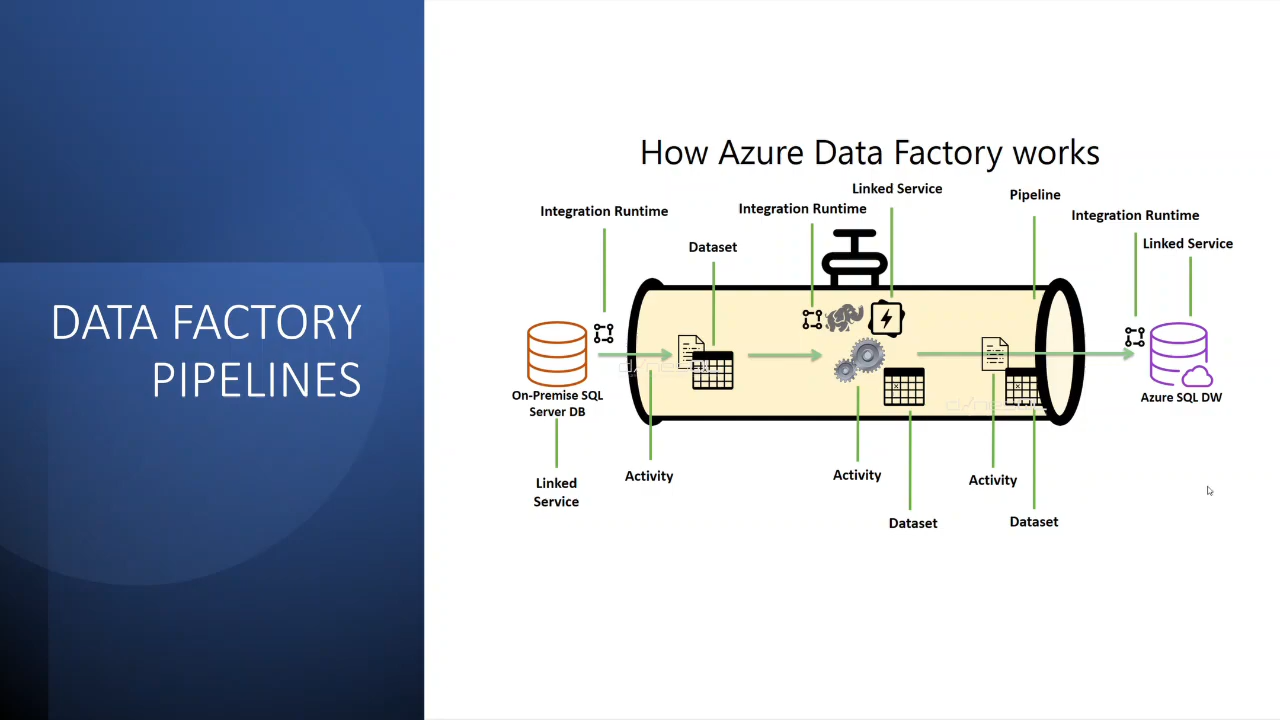 DATA FACTORY
PIPELINES
How Azure Data Factory works
Linked Service
Pipeline
Integration Runtime
Integration Runtime
Integration Runtime
Linked Service
Dataset
On-Premise SQL
Server DB
Azure SQL DW
Linked
Service
Activity
Activity
Activity
Dataset
Dataset